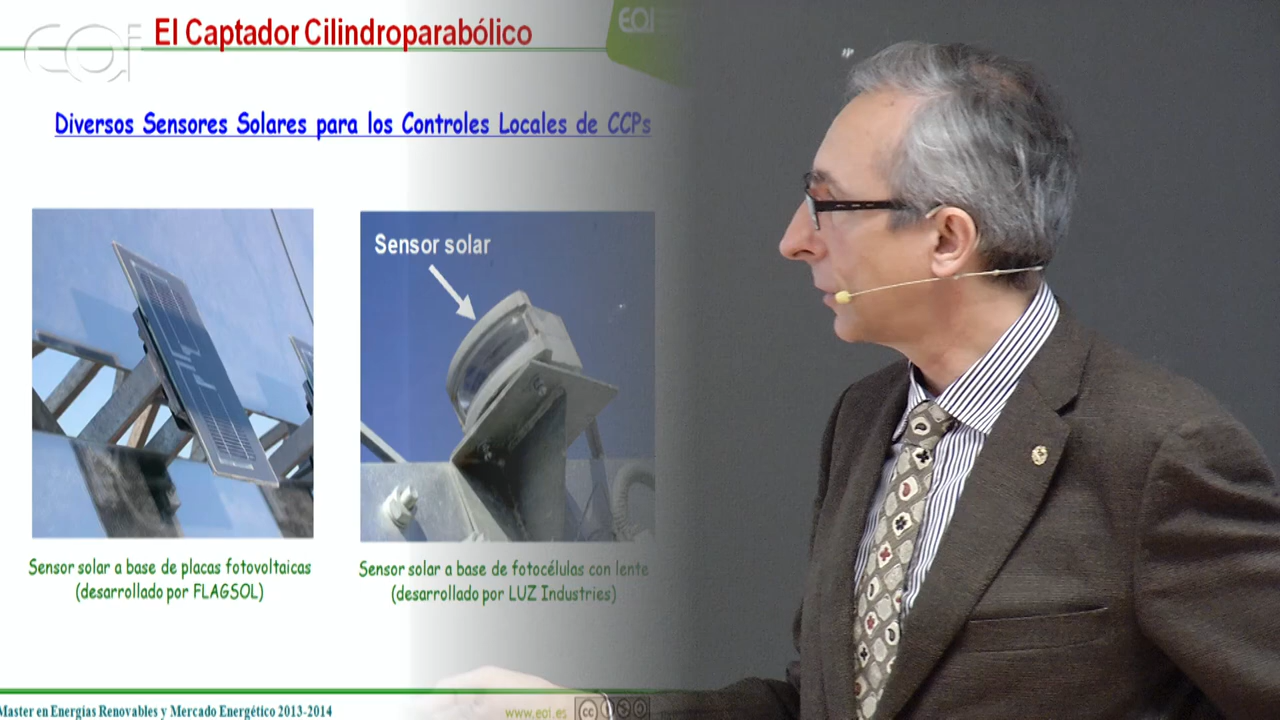 El Captador Cilindroparabólico
eoi
EOI
Diversos Sensores Solares para los Controles Locales de CCPs
Sensor solar
Sensor solar a base de placas fotovoltaicas
(desarrollado por FLAGSOL)
Sensor solar a base de fotocélulas con lente
(desarrollado por LUZ Industries)
Master en Energías Renovables y Mercado Energético 2013-2014
www.eoi.es
cc